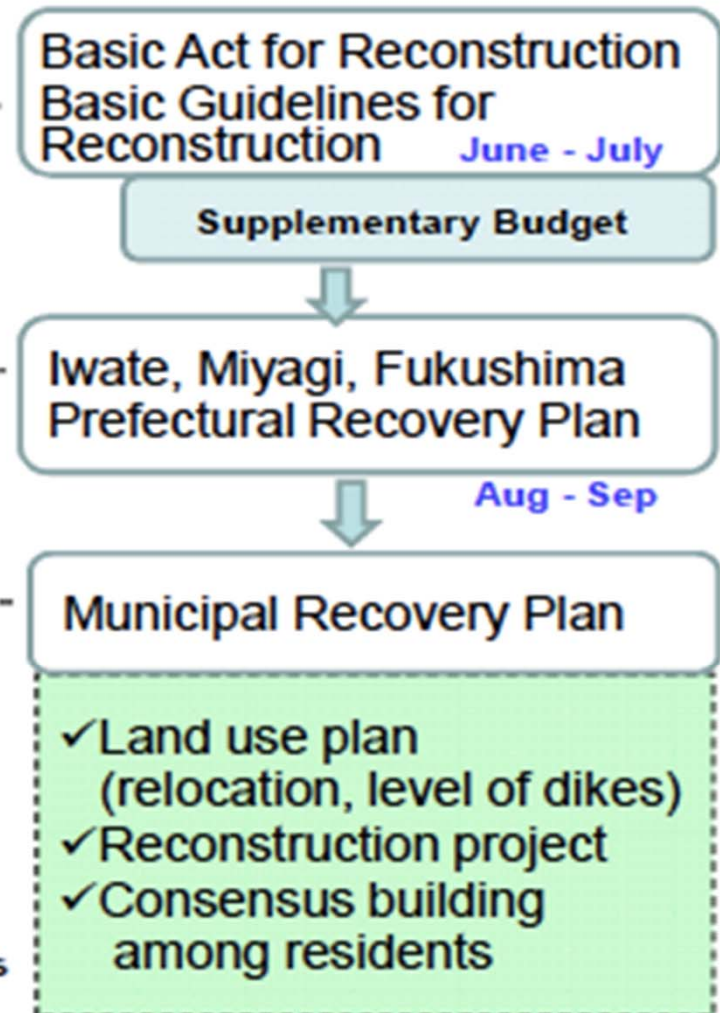 Basic Act for Reconstruction
Basic Guidelines for
Reconstruction June - July
Supplementary Budget
Iwate, Miyagi, Fukushima
Prefectural Recovery Plan
Aug - Sep
Municipal Recovery Plan
✓Land use plan
(relocation, level of dikes)
✓Reconstruction project
✓Consensus building
among residents
s